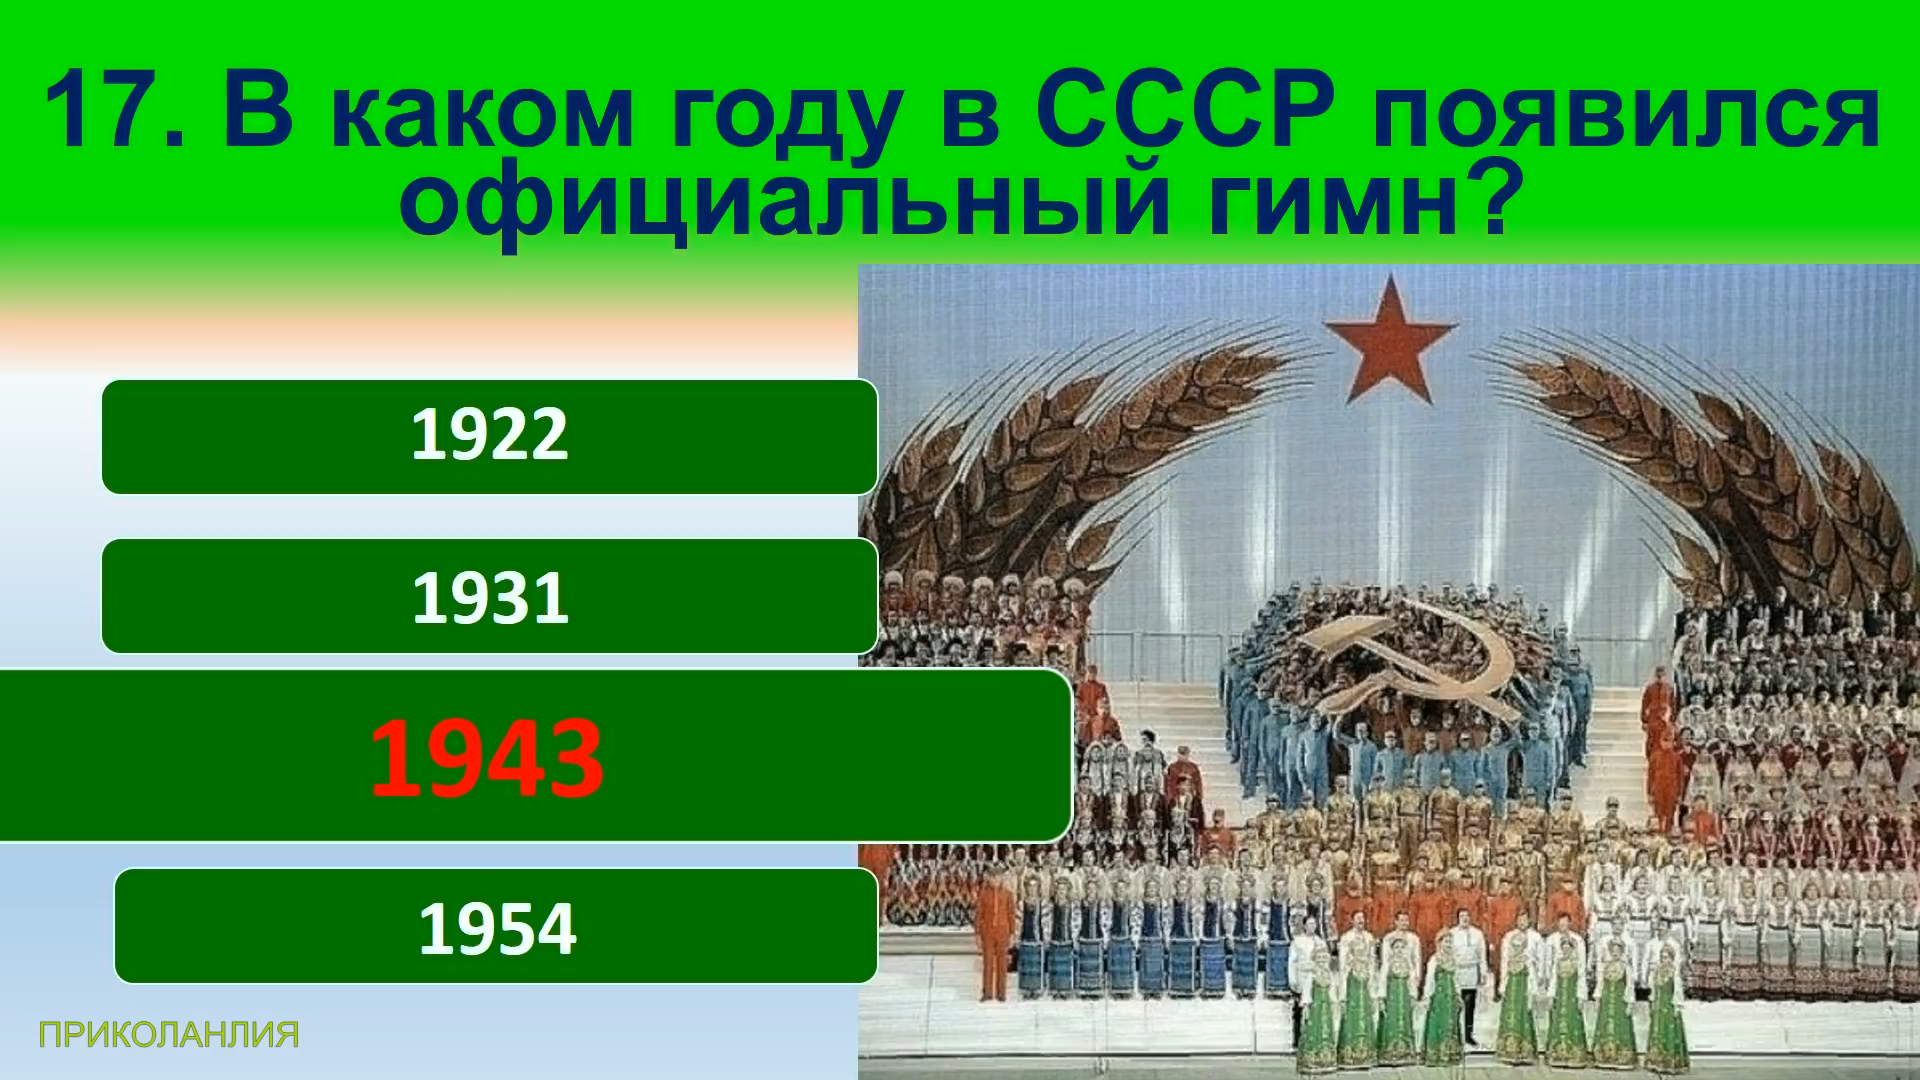 17. В каком году в СССР появился
официальный гимн?
1922
1931
1943
1954
ПРИКОЛАНЛИЯ